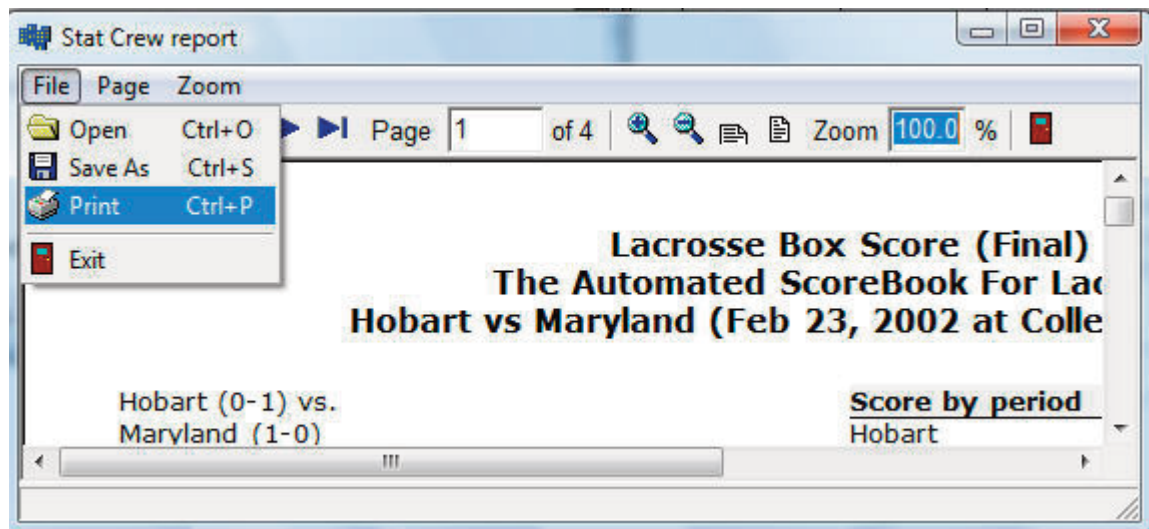 Stat Crew report
File Page Zoom
Open Ctrl+O
Page 1 of 4 Zoom 100.0 %
Save As Ctrl+S
Print Ctrl+P
Exit
Lacrosse Box Score (Final)
The Automated ScoreBook For Lac
Hobart vs Maryland (Feb 23, 2002 at Colle
Hobart (0-1) vs.
Maryland (1-0)
Score by period
Hobart